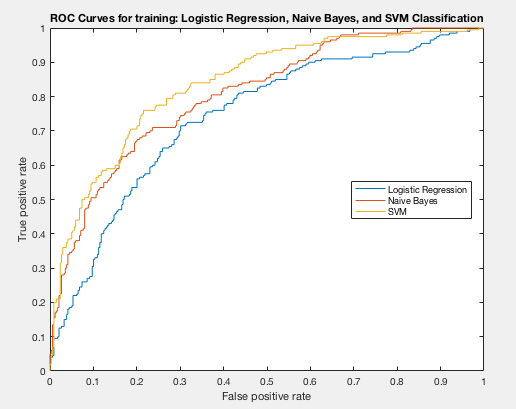 ROC Curves for training: Logistic Regression, Naive Bayes, and SVM Classification
1
0.9
0.8
0.7
0.6
0.5
0.4
0.3
0.2
0.1
0
True positive rate
Logistic Regression
Naive Bayes
SVM
0 0.1 0.2 0.3 0.4 0.5 0.6 0.7 0.8 0.9 1
False positive rate